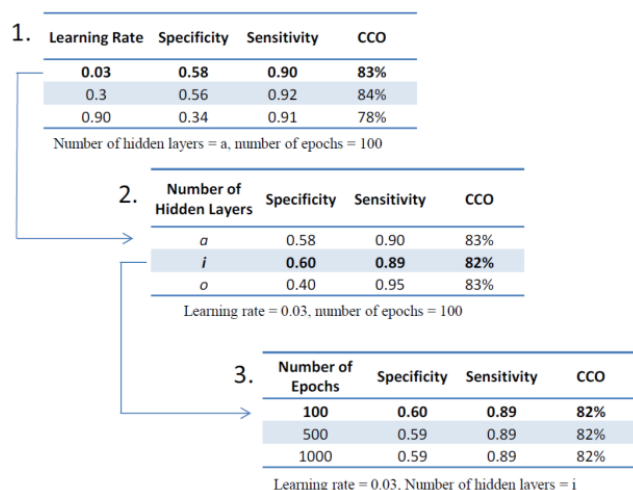 1.
Learning Rate Specificity Sensitivity CCO
0.03 0.58 0.90 83%
0.3 0.56 0.92 84%
0.90 0.34 0.91 78%
Number of hidden layers = a, number of epochs = 100
2.
Number of
Hidden Layers Specificity Sensitivity CCO
a 0.58 0.90 83%
i 0.60 0.89 82%
o 0.40 0.95 83%
Learning rate = 0.03, number of epochs = 100
3.
Number of
Epochs Specificity Sensitivity CCO
100 0.60 0.89 82%
500 0.59 0.89 82%
1000 0.59 0.89 82%
Learning rate = 0.03, Number of hidden layers = i